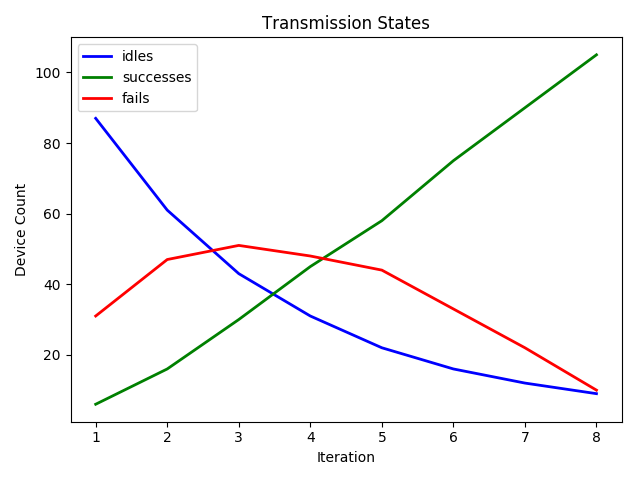 Transmission States
idles
successes
fails
Device Count
100
80
60
40
20
1 2 3 4 5 6 7 8
Iteration